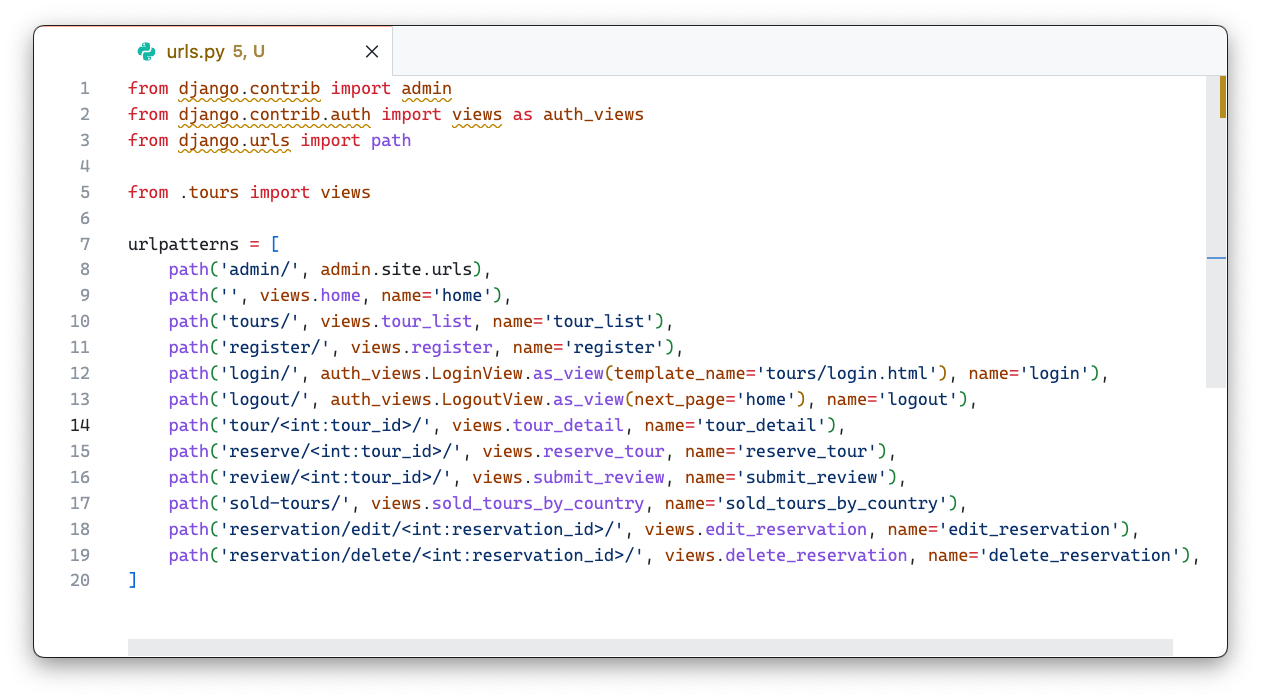 urls.py 5, U
1 from django.contrib import admin
2 from django.contrib.auth import views as auth_views
3 from django.urls import path
4
5 from .tours import views
6
7 urlpatterns = [
8     path('admin/', admin.site.urls),
9     path('', views.home, name='home'),
10     path('tours/', views.tour_list, name='tour_list'),
11     path('register/', views.register, name='register'),
12     path('login/', auth_views.LoginView.as_view(template_name='tours/login.html'), name='login'),
13     path('logout/', auth_views.LogoutView.as_view(next_page='home'), name='logout'),
14     path('tour/<int:tour_id>/', views.tour_detail, name='tour_detail'),
15     path('reserve/<int:tour_id>/', views.reserve_tour, name='reserve_tour'),
16     path('review/<int:tour_id>/', views.submit_review, name='submit_review'),
17     path('sold-tours/', views.sold_tours_by_country, name='sold_tours_by_country'),
18     path('reservation/edit/<int:reservation_id>/', views.edit_reservation, name='edit_reservation'),
19     path('reservation/delete/<int:reservation_id>/', views.delete_reservation, name='delete_reservation'),
20 ]